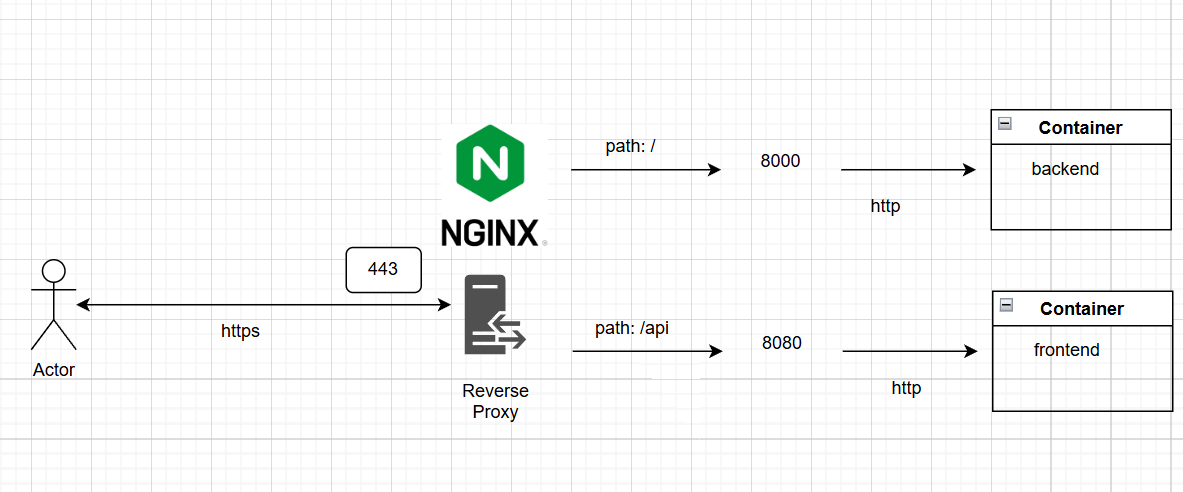 path: /
8000
http
Container
backend
NGINX
443
https
Actor
Reverse
Proxy
path: /api
8080
http
Container
frontend